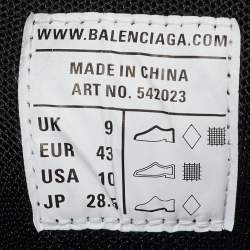 WWW.BALENCIAGA.COM
MADE IN CHINA
ART NO. 542023
UK 9
EUR 43
USA 10
JP 28.5